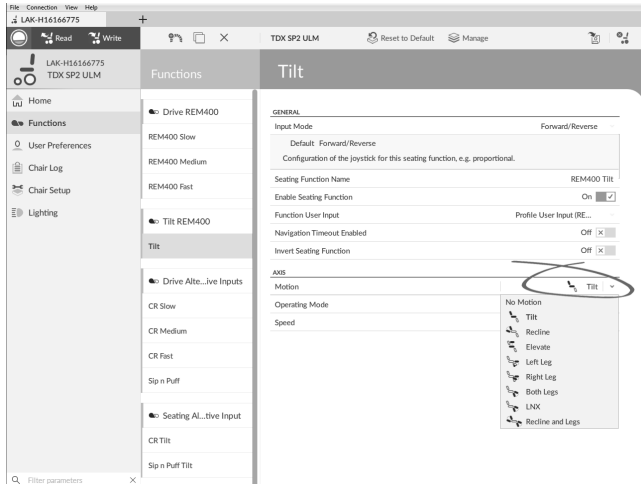 File Connection View Help
LAK-H16166775
Read Write
TDX SP2 ULM Reset to Default Manage
LAK-H16166775
TDX SP2 ULM
Functions
Tilt
Home
Functions
User Preferences
Chair Log
Chair Setup
Lighting
Filter parameters
Drive REM400
REM400 Slow
REM400 Medium
REM400 Fast
Tilt REM400
Tilt
Drive Alte...ive Inputs
CR Slow
CR Medium
CR Fast
Sip n Puff
Seating Al...tive Input
CR Tilt
Sip n Puff Tilt
GENERAL
Input Mode Forward/Reverse
Default Forward/Reverse
Configuration of the joystick for this seating function, e.g. proportional.
Seating Function Name REM400 Tilt
Enable Seating Function On
Function User Input Profile User Input (RE...
Navigation Timeout Enabled Off
Invert Seating Function Off
AXIS
Motion Tilt
Operating Mode
Speed
No Motion
Tilt
Recline
Elevate
Left Leg
Right Leg
Both Legs
LNX
Recline and Legs